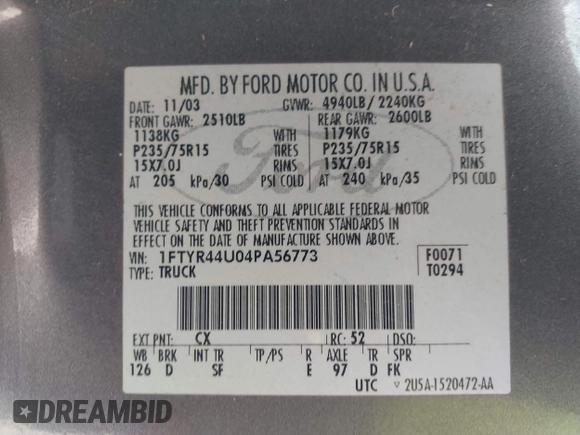 MFD. BY FORD MOTOR CO. IN U.S.A.
DATE: 11/03 GVWR: 4940LB/ 2240KG
FRONT GAWR: 2510LB REAR GAWR: 2600LB
1138KG WITH 1179KG WITH
P235/75R15 TIRES P235/75R15 TIRES
15X7.0J RIMS 15X7.0J RIMS
AT 205 kPa/30 PSI COLD AT 240 kPa/35 PSI COLD
Ford
THIS VEHICLE CONFORMS TO ALL APPLICABLE FEDERAL MOTOR
VEHICLE SAFETY AND THEFT PREVENTION STANDARDS IN
EFFECT ON THE DATE OF MANUFACTURE SHOWN ABOVE.
VIN: 1FTYR44U04PA56773 F0071
TYPE: TRUCK T0294
EXT PNT: CX RC: 52 DSO:
WB BRK INT TR TP/PS R AXLE TR SPR
126 D SF E 97 D FK
UTC ▽ 2U5A-1520472-AA
DREAMBID